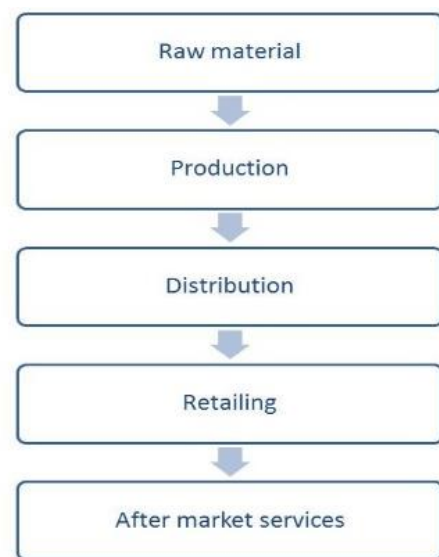 Raw material
Production
Distribution
Retailing
After market services